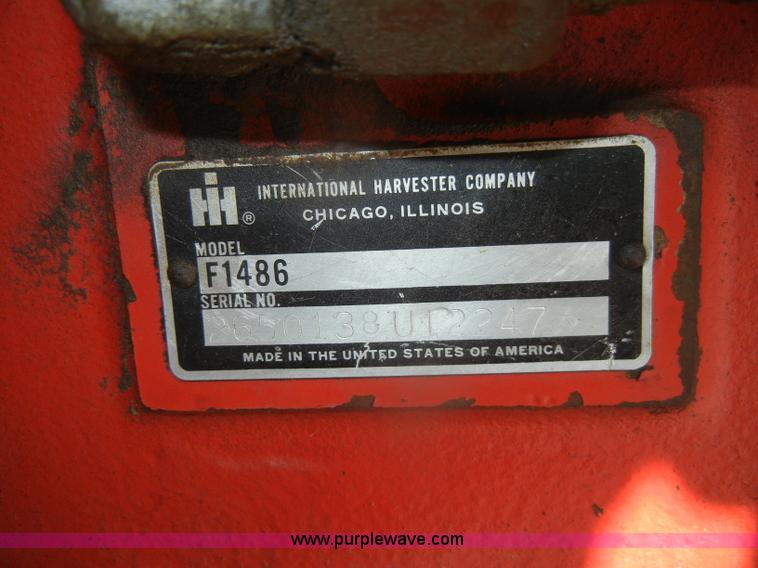 IH®
INTERNATIONAL HARVESTER COMPANY
CHICAGO, ILLINOIS
MODEL
F1486
SERIAL NO.
MADE IN THE UNITED STATES OF AMERICA
www.purplewave.com